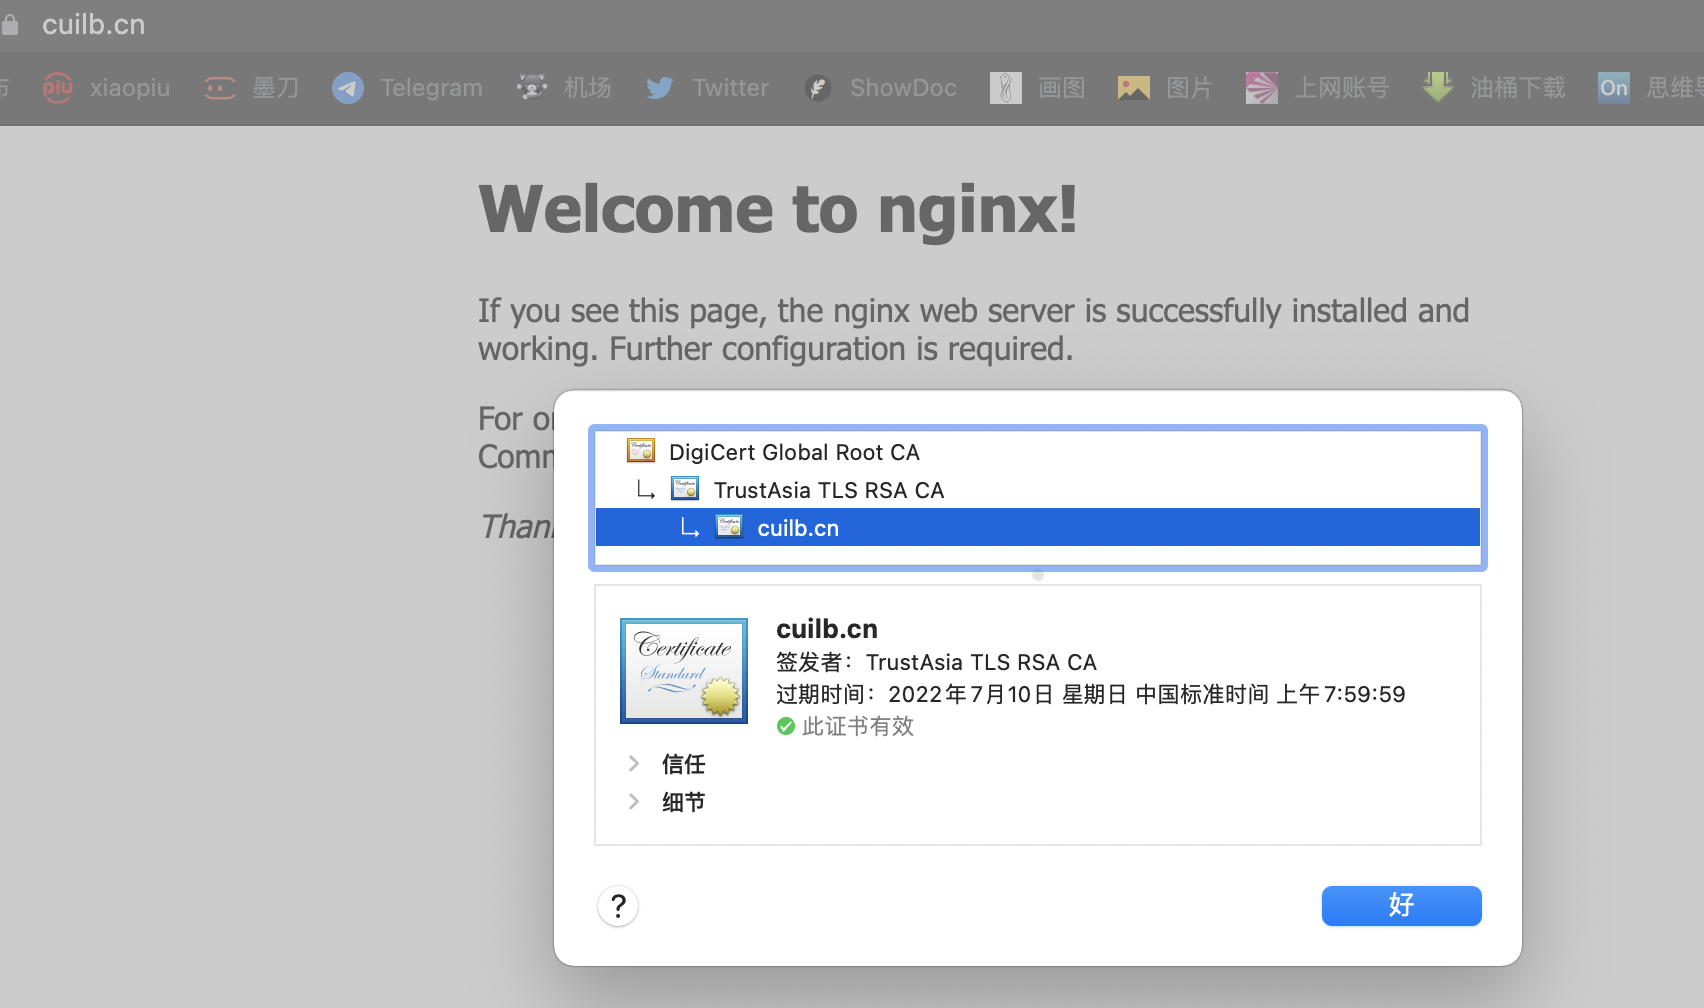 cuilb.cn
piu xiaopiu 墨刀 Telegram 机场 Twitter ShowDoc 画图 图片 上网账号 油桶下载 On 思维导
Welcome to nginx!
If you see this page, the nginx web server is successfully installed and
working. Further configuration is required.
For
Comm
Thank
DigiCert Global Root CA
TrustAsia TLS RSA CA
cuilb.cn
Certificate
Standard
cuilb.cn
签发者：TrustAsia TLS RSA CA
过期时间：2022年7月10日 星期日 中国标准时间 上午7:59:59
此证书有效
信任
细节
?
好